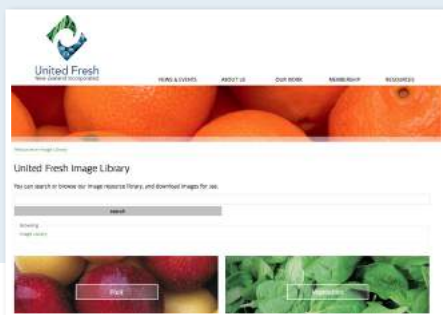 United Fresh
New Zealand Incorporated
NEWS & EVENTS ABOUT US OUR WORK MEMBERSHIP RESOURCES
United Fresh Image Library
You can search or browse our image resource library, and download images for use.
search
Browsing
Image Library
Fruit
Vegetables